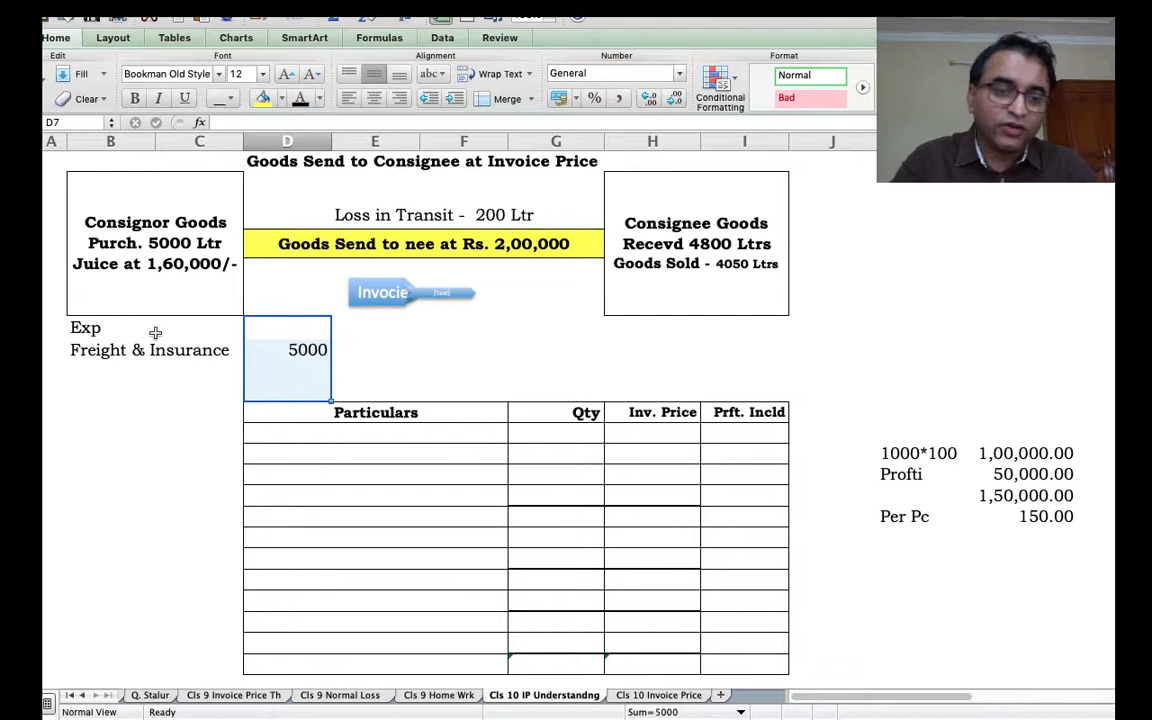 Home Layout Tables Charts SmartArt Formulas Data Review
Edit Font Alignment Number Format
Fill Bookman Old Style 12 A A abc Wrap Text General Normal
Clear B I U A Merge % Conditional Formatting Bad
D7 fx
A B C D E F G H I J
Goods Send to Consignee at Invoice Price
Consignor Goods
Purch. 5000 Ltr
Juice at 1,60,000/-
Loss in Transit - 200 Ltr
Goods Send to nee at Rs. 2,00,000
Invocie [Text]
Consignee Goods
Recevd 4800 Ltrs
Goods Sold - 4050 Ltrs
Exp
Freight & Insurance 5000
Particulars Qty Inv. Price Prft. Incld
1000*100 1,00,000.00
Profti 50,000.00
1,50,000.00
Per Pc 150.00
Q. Stalur Cls 9 Invoice Price Th Cls 9 Normal Loss Cls 9 Home Wrk Cls 10 IP Understandng Cls 10 Invoice Price +
Normal View Ready Sum=5000